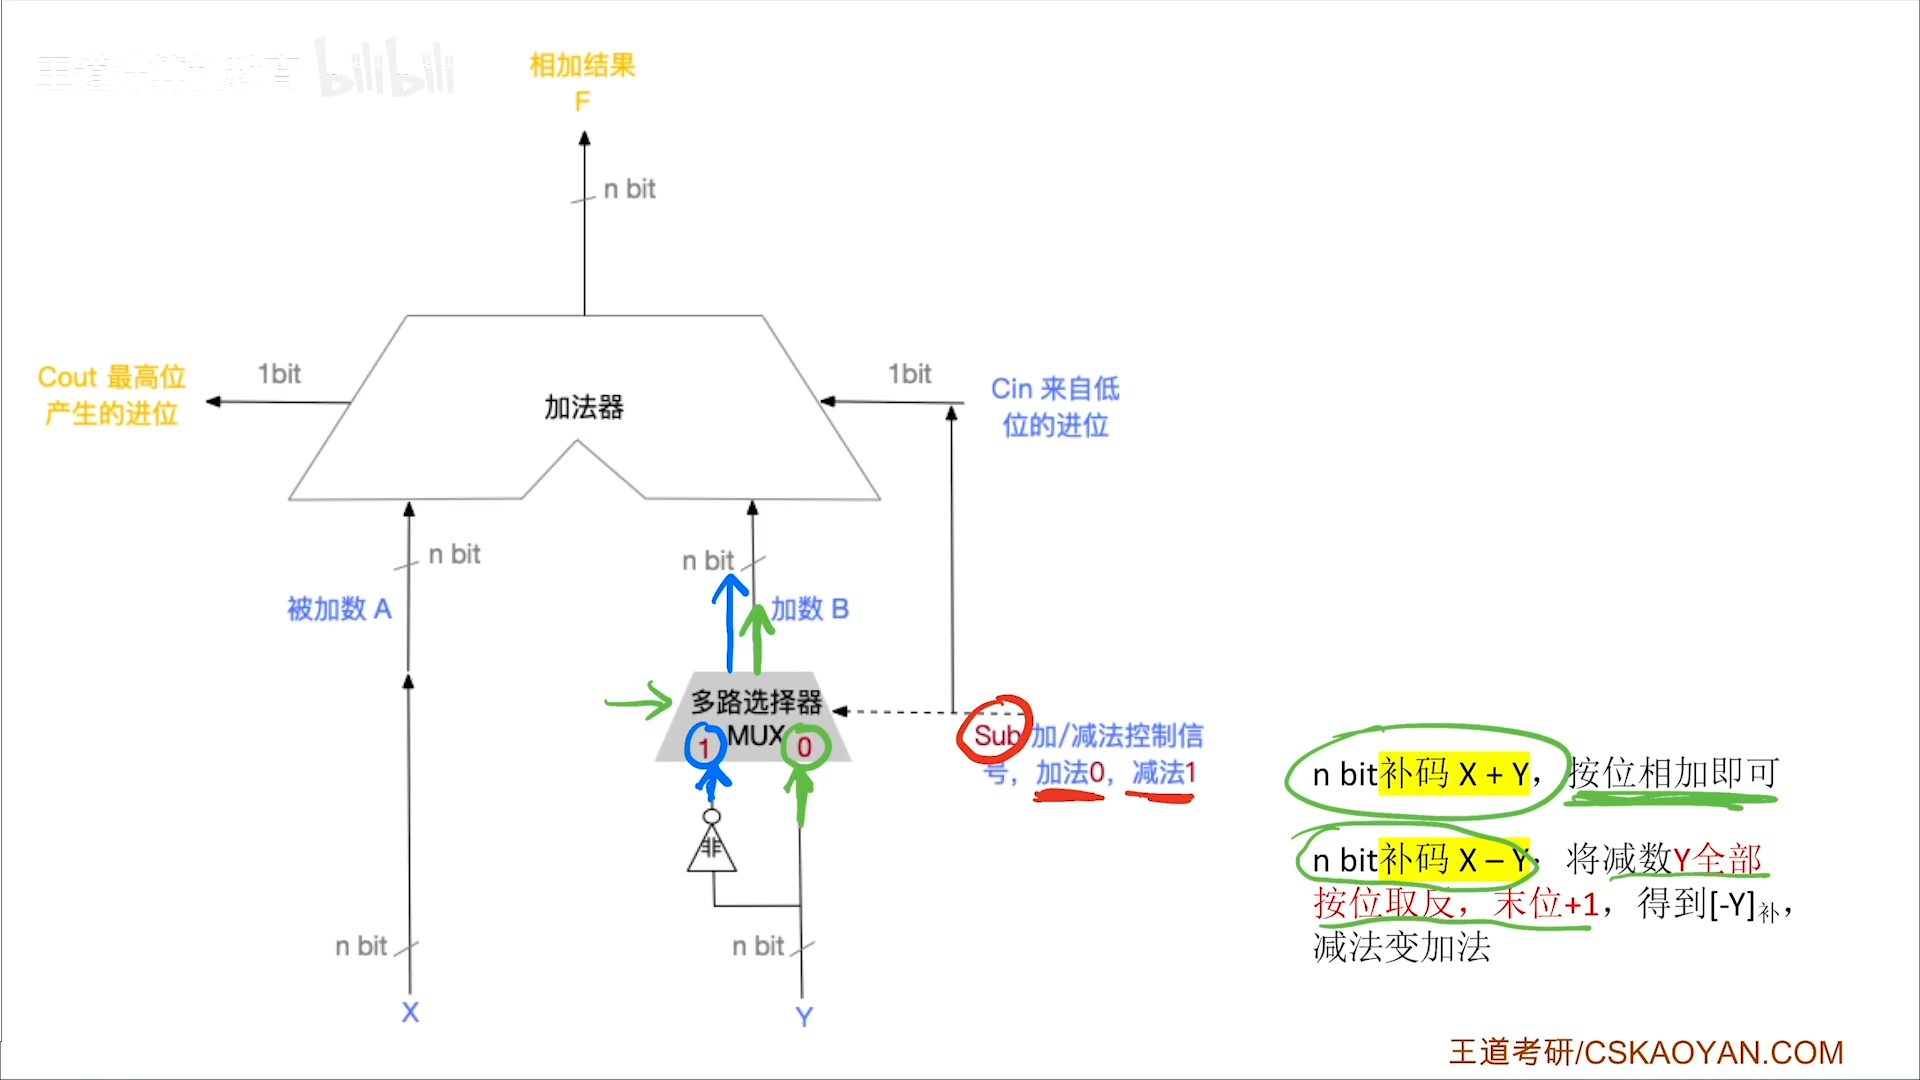 王道计算机教育 bilibili
相加结果
F
n bit
Cout 最高位
产生的进位
1bit
加法器
1bit
Cin 来自低
位的进位
n bit
被加数 A
n bit
加数 B
多路选择器
MUX
1
0
Sub 加/减法控制信
号，加法0，减法1
非
n bit
X
n bit
Y
n bit补码 X + Y，按位相加即可
n bit补码 X – Y：将减数Y全部
按位取反，末位+1，得到[-Y]补，
减法变加法
王道考研/CSKAOYAN.COM